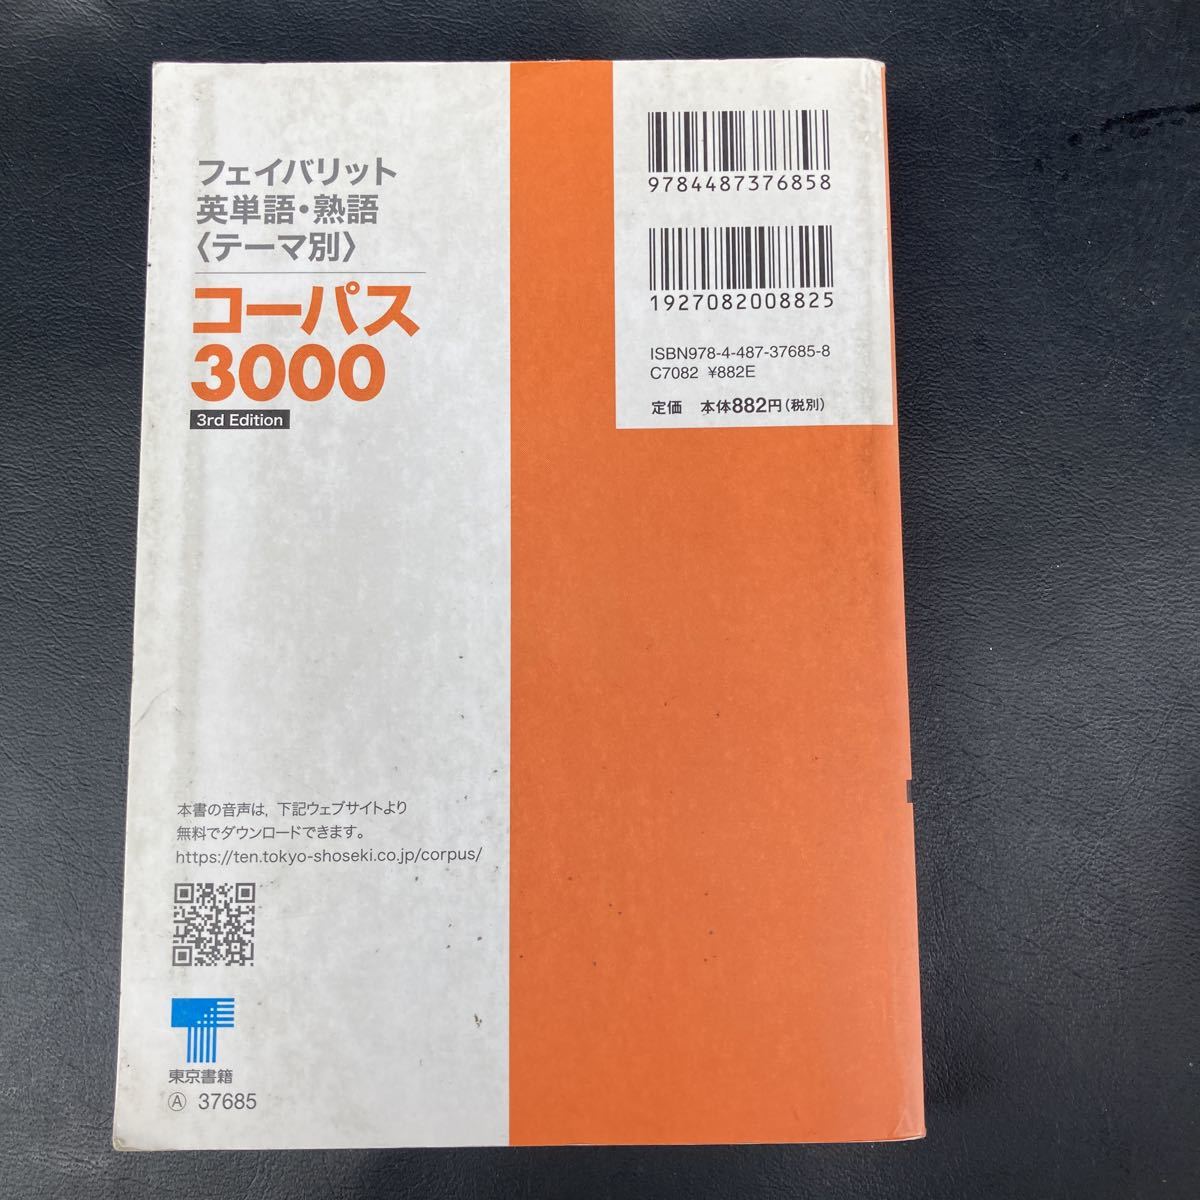 フェイバリット
英単語・熟語
〈テーマ別〉
コーパス
3000
3rd Edition
9784487376858
1927082008825
ISBN978-4-487-37685-8
C7082 ¥882E
定価 本体882円(税別)
本書の音声は,下記ウェブサイトより
無料でダウンロードできます。
https://ten.tokyo-shoseki.co.jp/corpus/
東京書籍
Ⓐ 37685